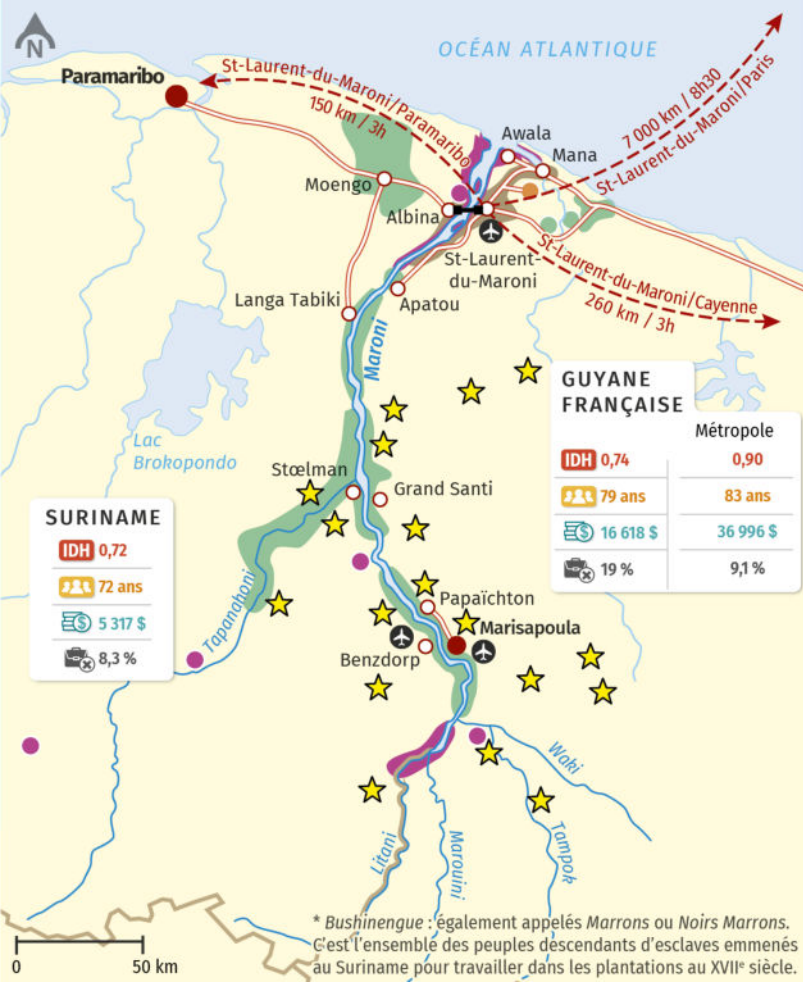 N
OCÉAN ATLANTIQUE
Paramaribo
St-Laurent-du-Maroni/Paramaribo
150 km / 3h
7 000 km / 8h30
St-Laurent-du-Maroni/Paris
Awala
Mana
Moengo
Albina
St-Laurent-
du-Maroni
St-Laurent-du-Maroni/Cayenne
260 km / 3h
Langa Tabiki
Apatou
Maroni
Lac
Brokopondo
GUYANE
FRANÇAISE
Métropole
IDH 0,74 0,90
79 ans 83 ans
16 618 $ 36 996 $
19 % 9,1 %
Stœlman
Grand Santi
SURINAME
IDH 0,72
72 ans
5 317 $
8,3 %
Tapanahoni
Papaïchton
Marisapoula
Benzdorp
Waki
Litani
Marouini
Tampok
* Bushinengue : également appelés Marrons ou Noirs Marrons.
C'est l'ensemble des peuples descendants d'esclaves emmenés
au Suriname pour travailler dans les plantations au XVIIe siècle.
0 50 km